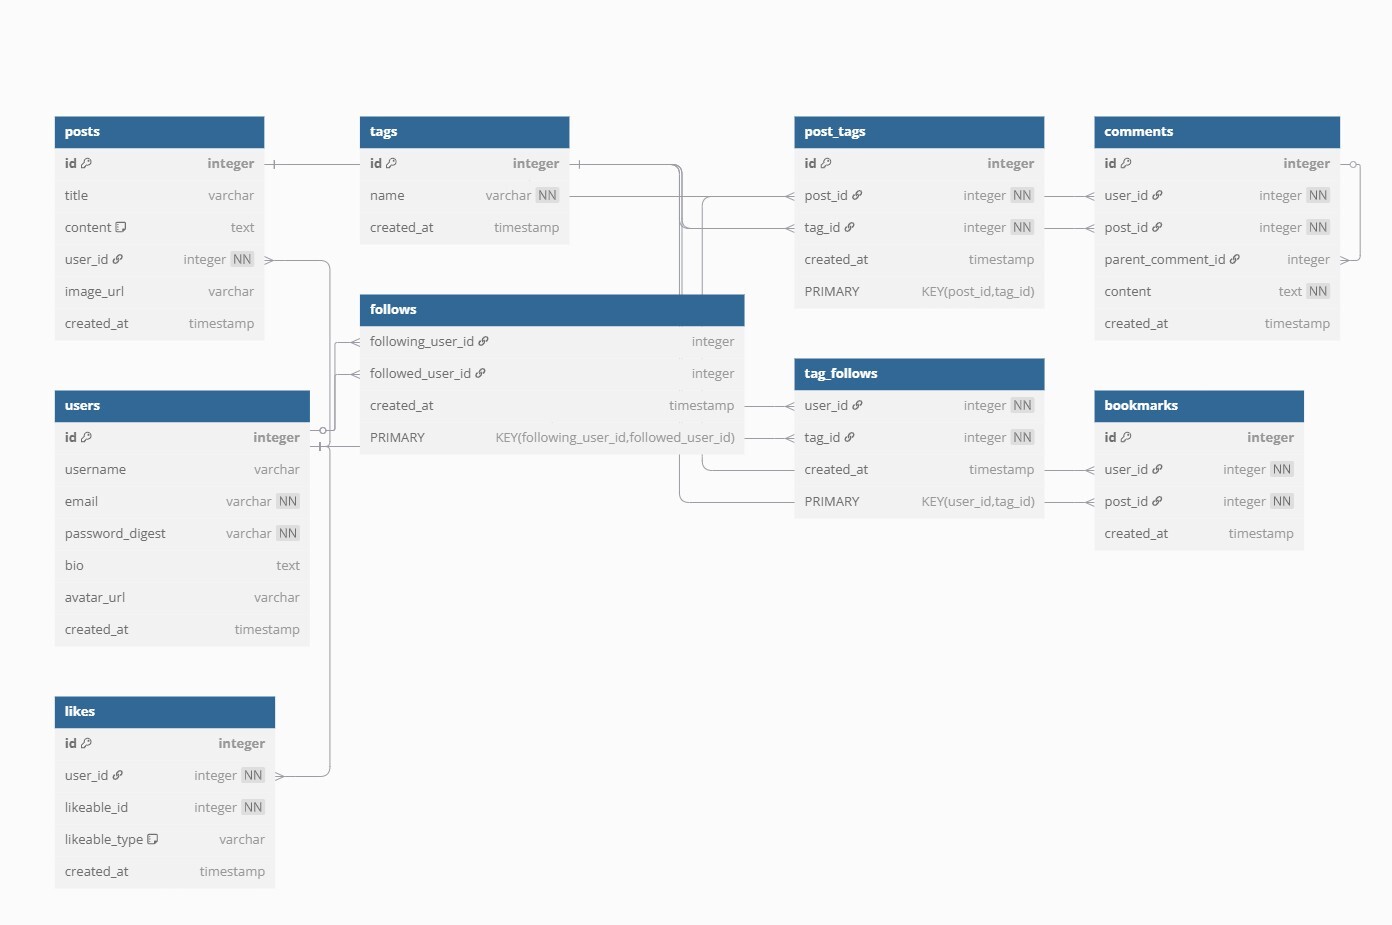 posts
id integer
title varchar
content text
user_id integer NN
image_url varchar
created_at timestamp
tags
id integer
name varchar NN
created_at timestamp
post_tags
id integer
post_id integer NN
tag_id integer NN
created_at timestamp
PRIMARY KEY(post_id,tag_id)
comments
id integer
user_id integer NN
post_id integer NN
parent_comment_id integer
content text NN
created_at timestamp
follows
following_user_id integer
followed_user_id integer
created_at timestamp
PRIMARY KEY(following_user_id,followed_user_id)
tag_follows
user_id integer NN
tag_id integer NN
created_at timestamp
PRIMARY KEY(user_id,tag_id)
users
id integer
username varchar
email varchar NN
password_digest varchar NN
bio text
avatar_url varchar
created_at timestamp
bookmarks
id integer
user_id integer NN
post_id integer NN
created_at timestamp
likes
id integer
user_id integer NN
likeable_id integer NN
likeable_type varchar
created_at timestamp